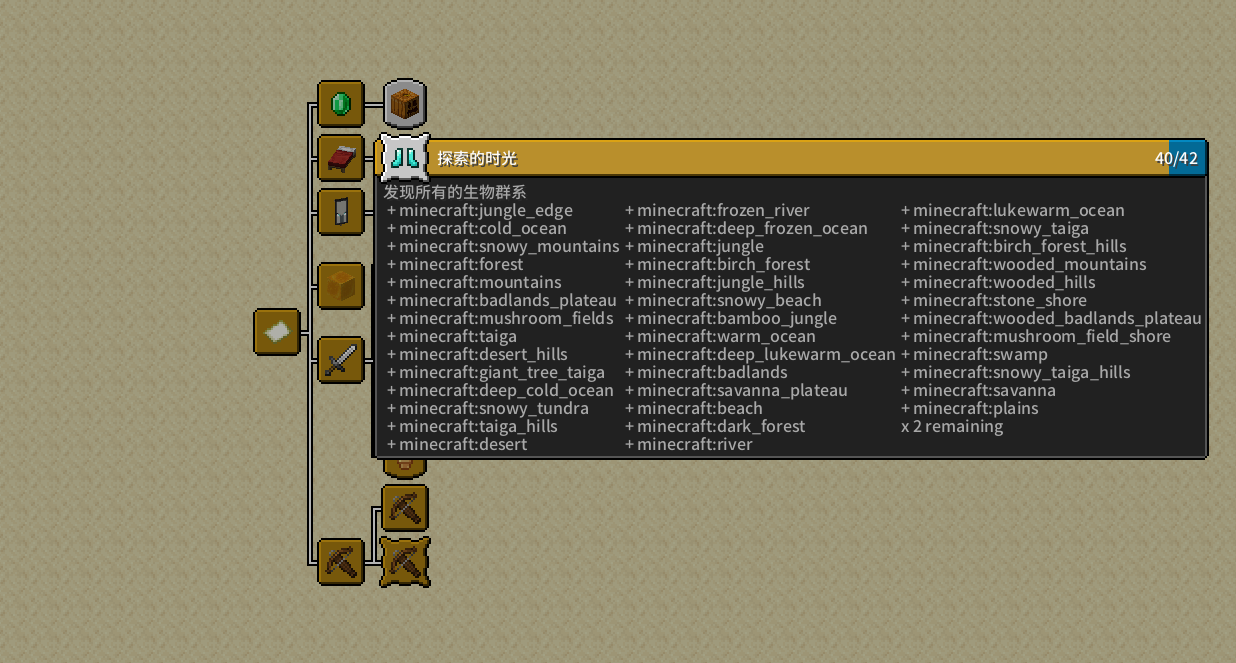 探索的时光 40/42
发现所有的生物群系
+ minecraft:jungle_edge + minecraft:frozen_river + minecraft:lukewarm_ocean
+ minecraft:cold_ocean + minecraft:deep_frozen_ocean + minecraft:snowy_taiga
+ minecraft:snowy_mountains + minecraft:jungle + minecraft:birch_forest_hills
+ minecraft:forest + minecraft:birch_forest + minecraft:wooded_mountains
+ minecraft:mountains + minecraft:jungle_hills + minecraft:wooded_hills
+ minecraft:badlands_plateau + minecraft:snowy_beach + minecraft:stone_shore
+ minecraft:mushroom_fields + minecraft:bamboo_jungle + minecraft:wooded_badlands_plateau
+ minecraft:taiga + minecraft:warm_ocean + minecraft:mushroom_field_shore
+ minecraft:desert_hills + minecraft:deep_lukewarm_ocean + minecraft:swamp
+ minecraft:giant_tree_taiga + minecraft:badlands + minecraft:snowy_taiga_hills
+ minecraft:deep_cold_ocean + minecraft:savanna_plateau + minecraft:savanna
+ minecraft:snowy_tundra + minecraft:beach + minecraft:plains
+ minecraft:taiga_hills + minecraft:dark_forest x 2 remaining
+ minecraft:desert + minecraft:river